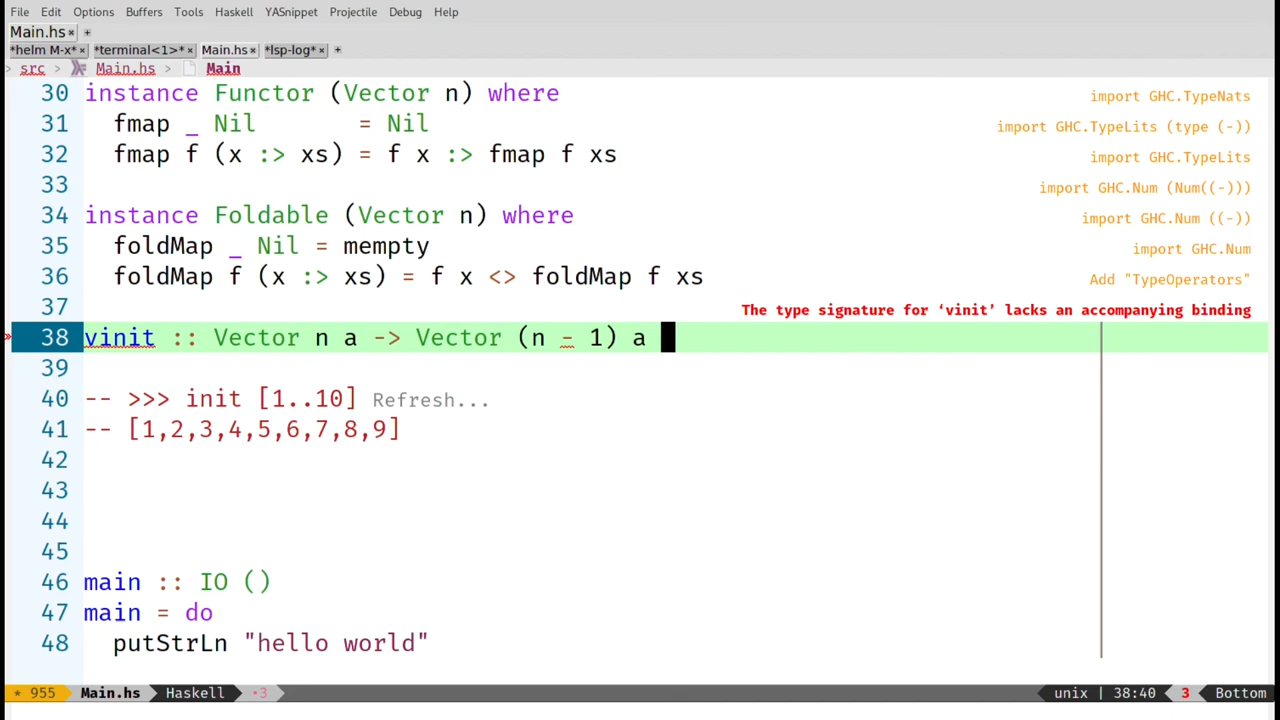 File Edit Options Buffers Tools Haskell YASnippet Projectile Debug Help
Main.hs× +
*helm M-x*× *terminal<1>*× Main.hs× *lsp-log*× +
> src > Main.hs > Main
30 instance Functor (Vector n) where import GHC.TypeNats
31 fmap _ Nil = Nil import GHC.TypeLits (type (-))
32 fmap f (x :> xs) = f x :> fmap f xs import GHC.TypeLits
33 import GHC.Num (Num((-)))
34 instance Foldable (Vector n) where import GHC.Num ((-))
35 foldMap _ Nil = mempty import GHC.Num
36 foldMap f (x :> xs) = f x <> foldMap f xs Add "TypeOperators"
37 The type signature for ‘vinit’ lacks an accompanying binding
» 38 vinit :: Vector n a -> Vector (n - 1) a
39
40 -- >>> init [1..10] Refresh...
41 -- [1,2,3,4,5,6,7,8,9]
42
43
44
45
46 main :: IO ()
47 main = do
48 putStrLn "hello world"
* 955 Main.hs Haskell •3 unix | 38:40 3 Bottom